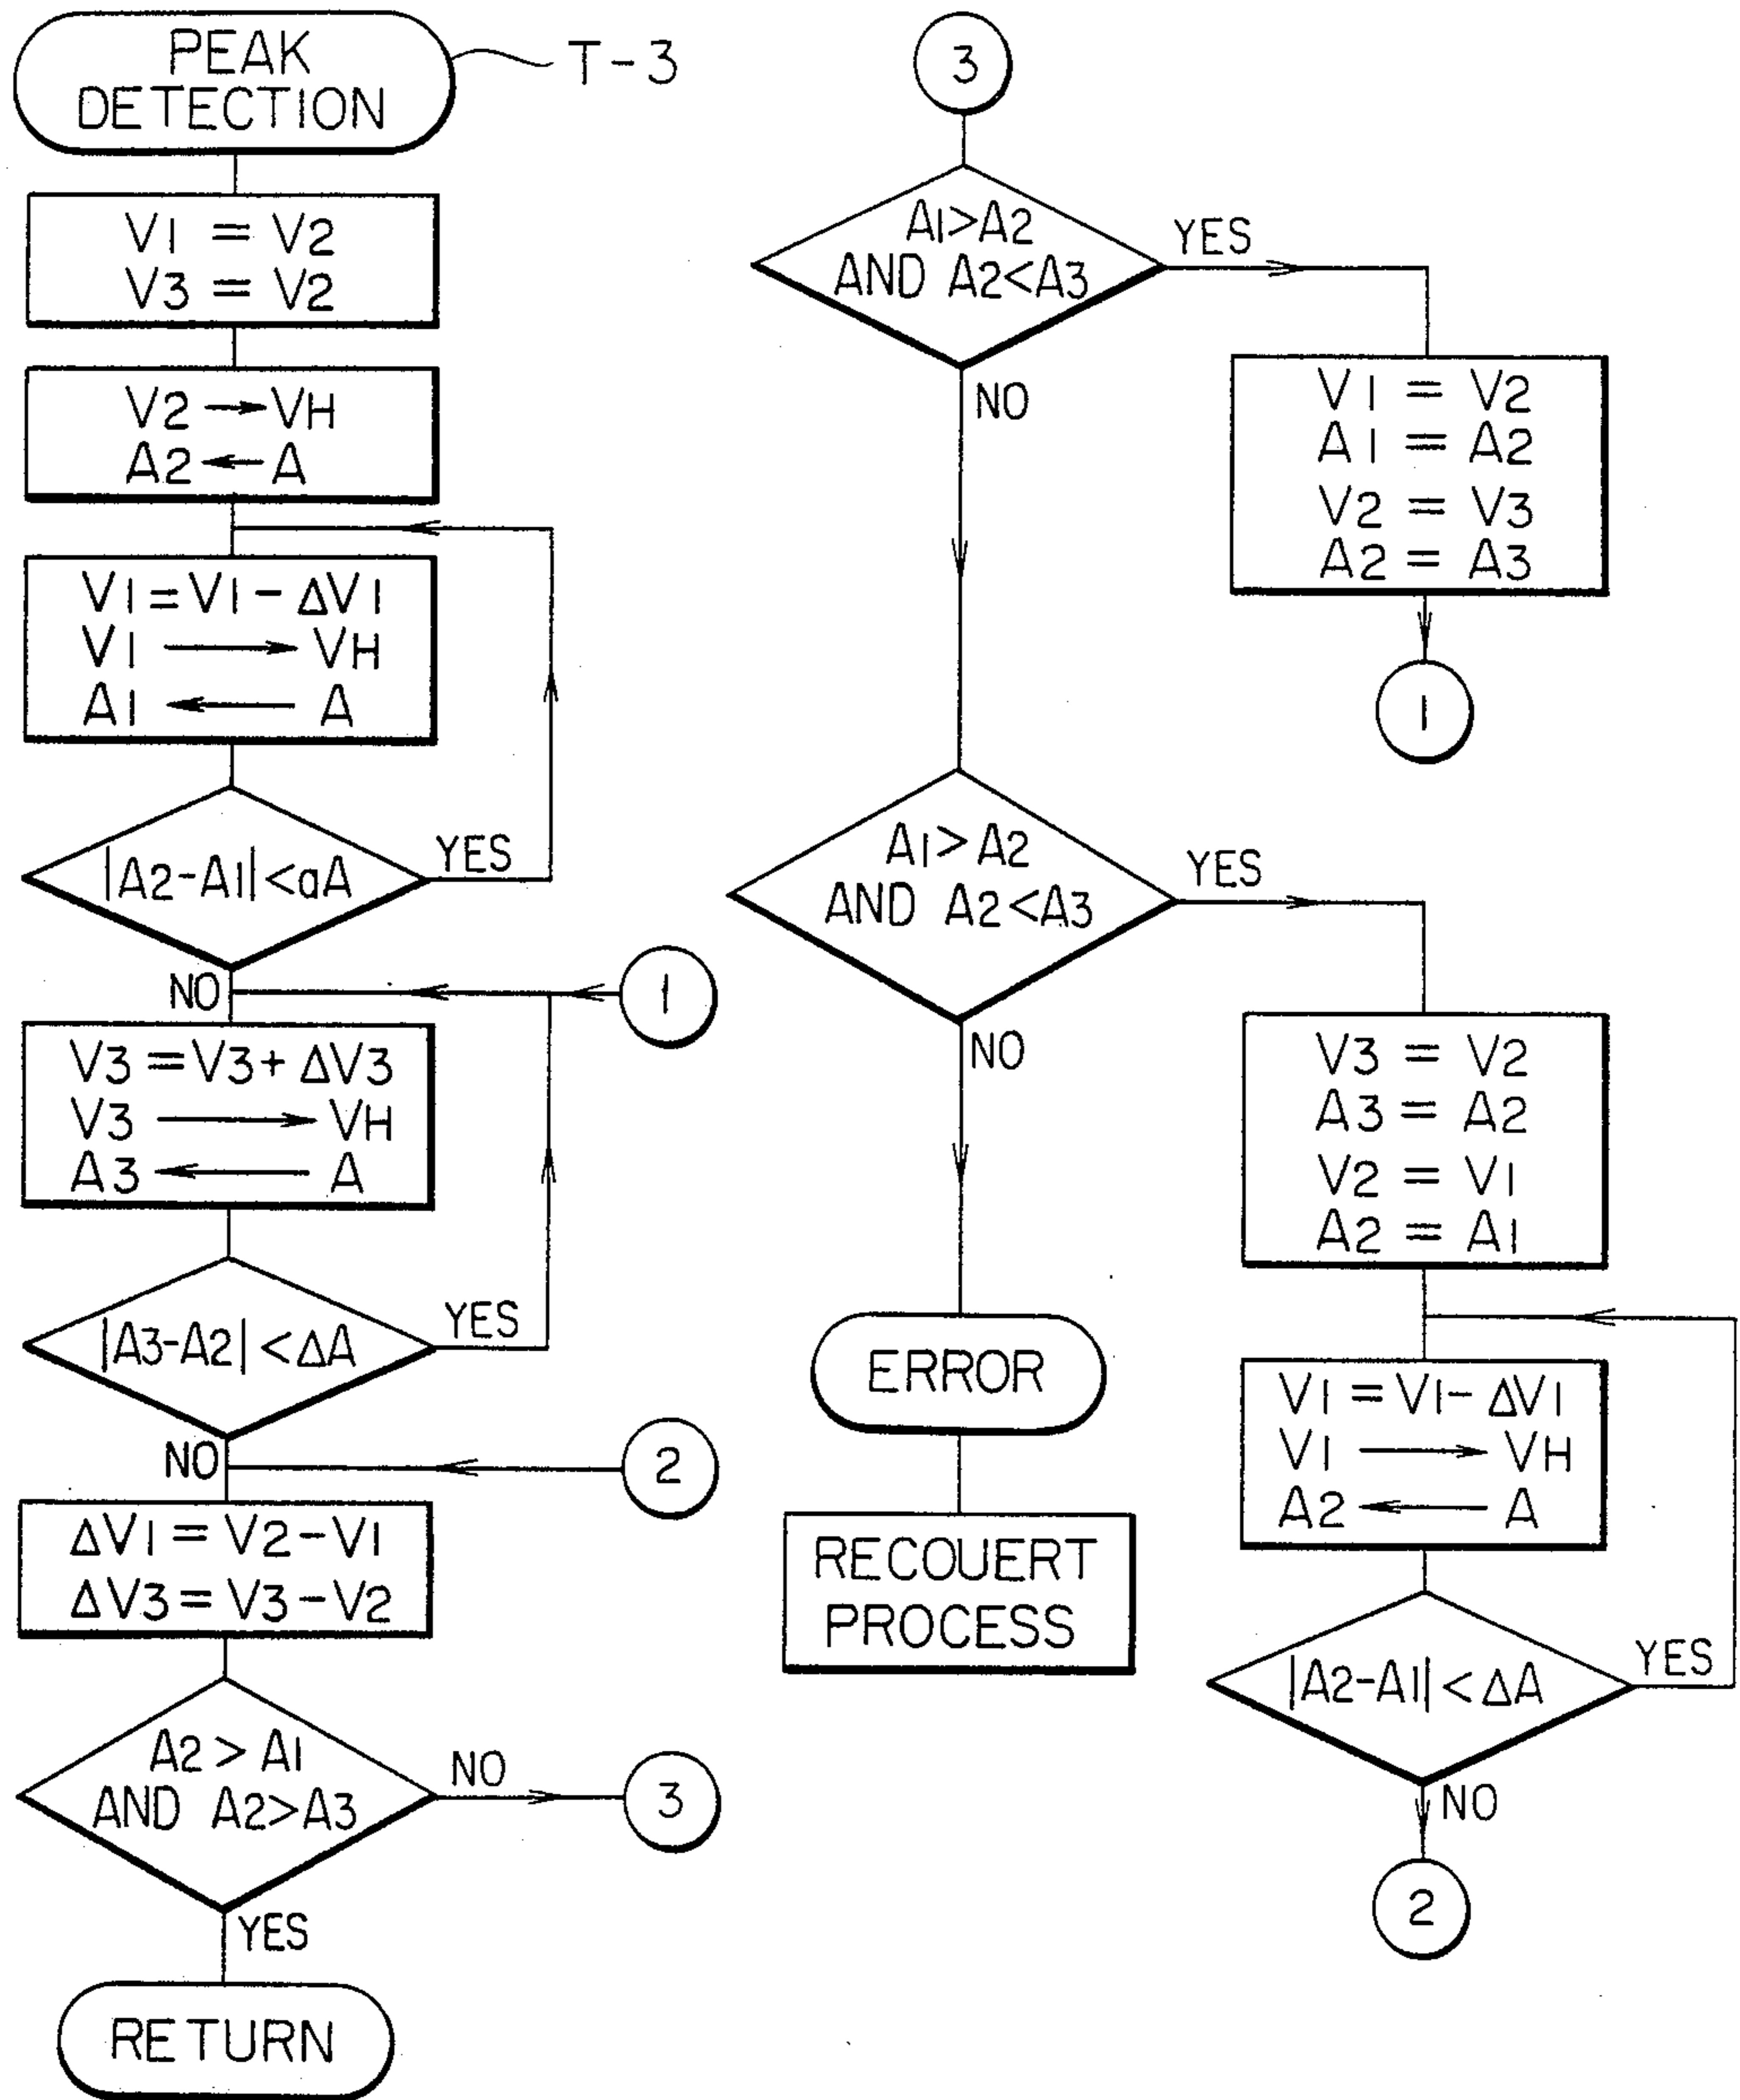 PEAK
DETECTION
T-3
V1 = V2
V3 = V2
V2 → VH
A2 ← A
V1 = V1 - ΔV1
V1 → VH
A1 ← A
|A2-A1| < aA
YES
NO
1
V3 = V3 + ΔV3
V3 → VH
A3 ← A
|A3-A2| < ΔA
YES
NO
2
ΔV1 = V2 - V1
ΔV3 = V3 - V2
A2 > A1
AND A2>A3
NO
3
YES
RETURN
3
A1>A2
AND A2<A3
YES
NO
V1 = V2
A1 = A2
V2 = V3
A2 = A3
1
A1>A2
AND A2<A3
YES
NO
ERROR
RECOUERT
PROCESS
V3 = V2
A3 = A2
V2 = V1
A2 = A1
V1 = V1 - ΔV1
V1 → VH
A2 ← A
|A2-A1| < ΔA
YES
NO
2